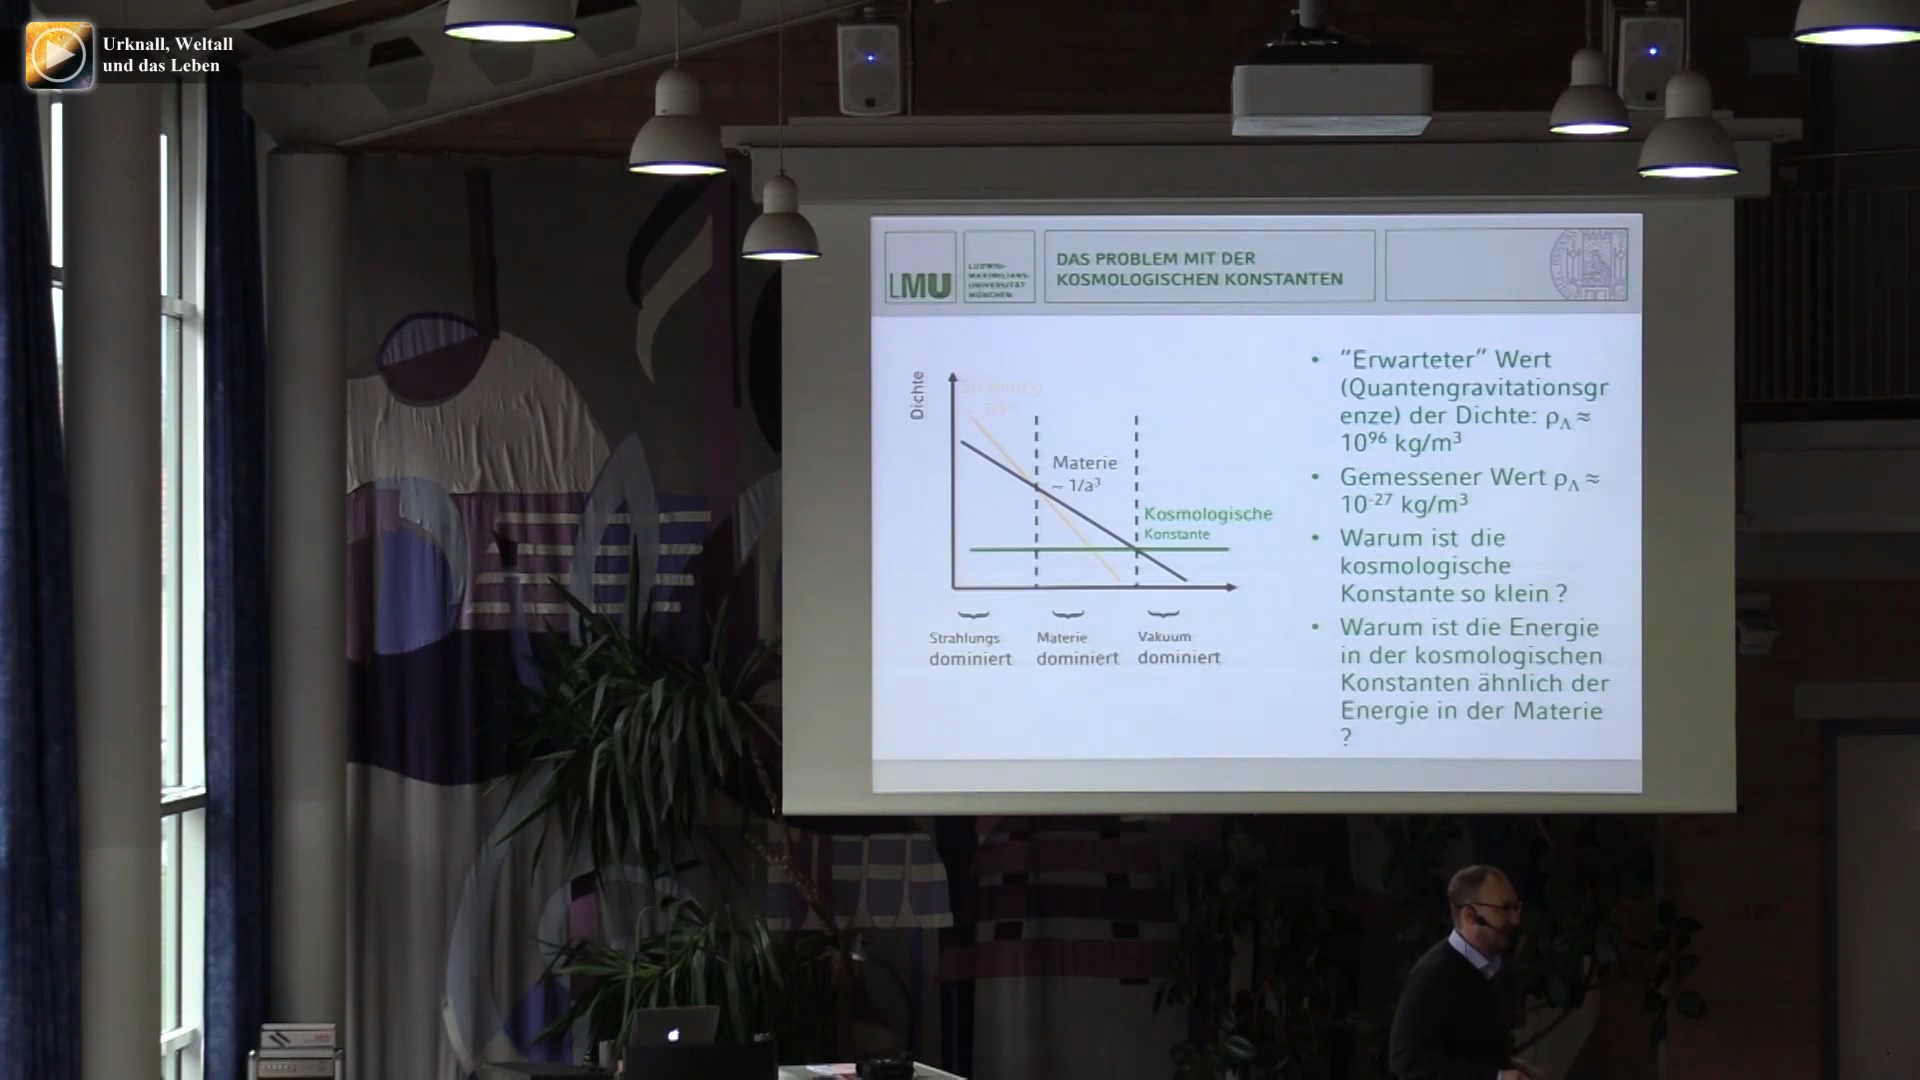 Urknall, Weltall
und das Leben
LMU
LUDWIG-
MAXIMILIANS-
UNIVERSITÄT
MÜNCHEN
DAS PROBLEM MIT DER
KOSMOLOGISCHEN KONSTANTEN
Dichte
Strahlung
Materie
~ 1/a³
Kosmologische
Konstante
Strahlungs
dominiert
Materie
dominiert
Vakuum
dominiert
• "Erwarteter" Wert
(Quantengravitationsgr
enze) der Dichte: ρΛ ≈
10⁹⁶ kg/m³
• Gemessener Wert ρΛ ≈
10⁻²⁷ kg/m³
• Warum ist die
kosmologische
Konstante so klein ?
• Warum ist die Energie
in der kosmologischen
Konstanten ähnlich der
Energie in der Materie
?